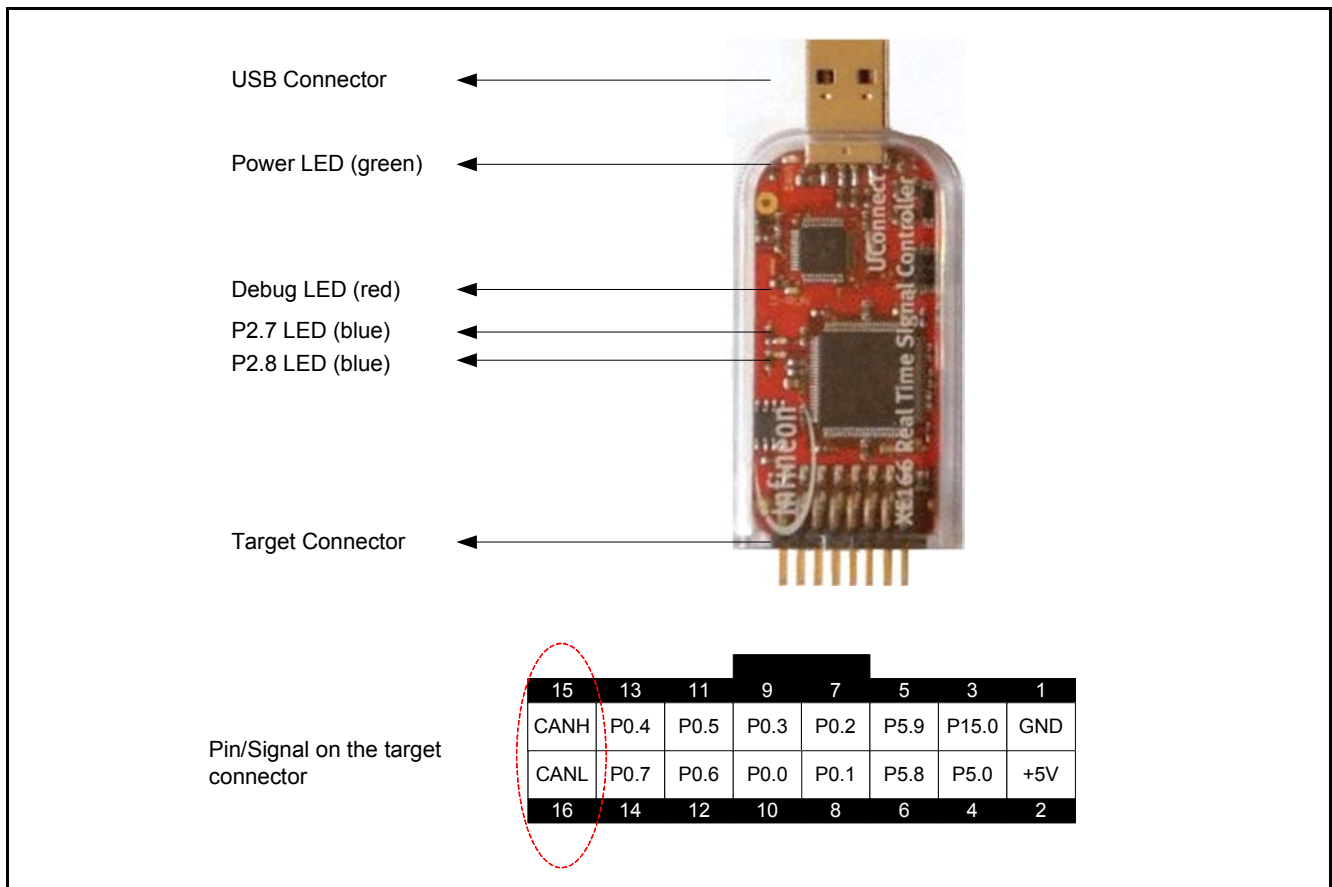 USB Connector
Power LED (green)
Debug LED (red)
P2.7 LED (blue)
P2.8 LED (blue)
Target Connector
UConnect
XE166 Real Time Signal Controller
Infineon
Pin/Signal on the target
connector
15 13 11 9 7 5 3 1
CANH P0.4 P0.5 P0.3 P0.2 P5.9 P15.0 GND
CANL P0.7 P0.6 P0.0 P0.1 P5.8 P5.0 +5V
16 14 12 10 8 6 4 2